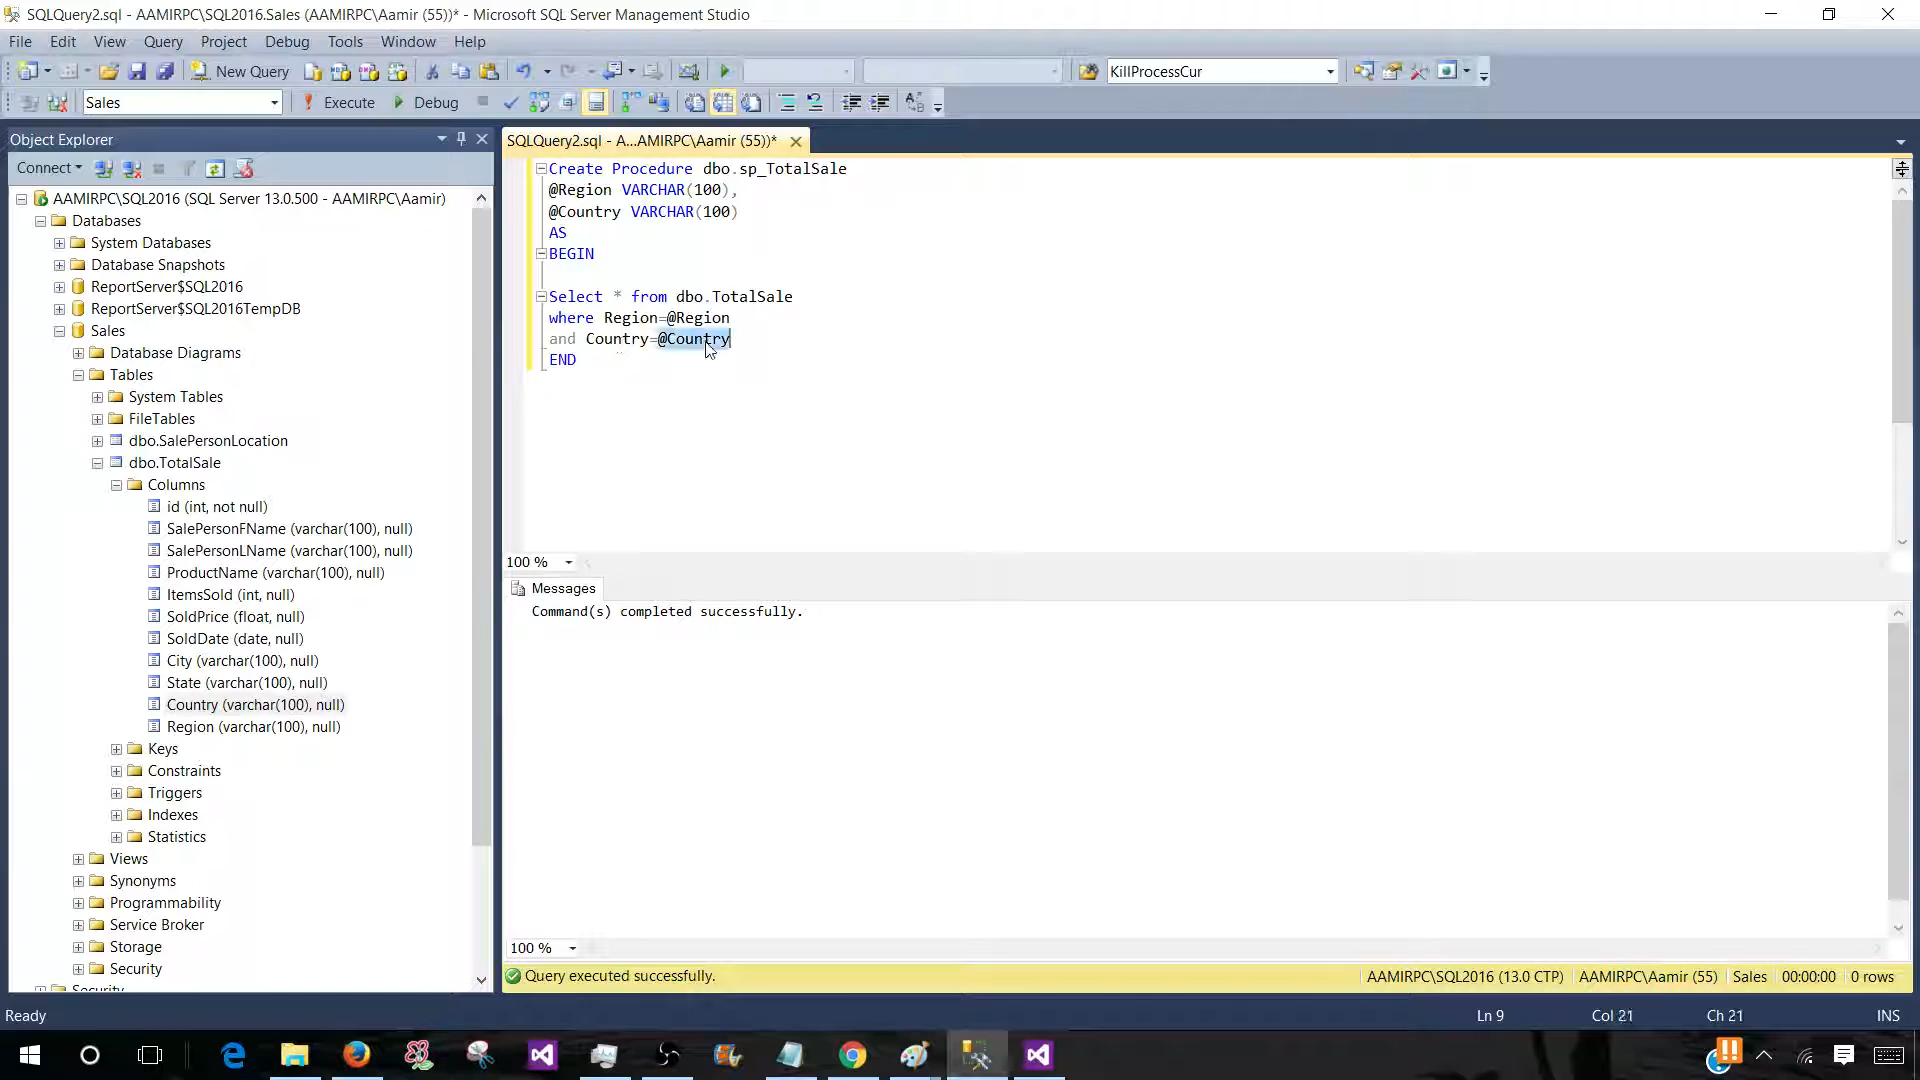 SQLQuery2.sql - AAMIRPC\SQL2016.Sales (AAMIRPC\Aamir (55))* - Microsoft SQL Server Management Studio
File Edit View Query Project Debug Tools Window Help
New Query KillProcessCur
Sales Execute Debug
Object Explorer
Connect
AAMIRPC\SQL2016 (SQL Server 13.0.500 - AAMIRPC\Aamir)
Databases
System Databases
Database Snapshots
ReportServer$SQL2016
ReportServer$SQL2016TempDB
Sales
Database Diagrams
Tables
System Tables
FileTables
dbo.SalePersonLocation
dbo.TotalSale
Columns
id (int, not null)
SalePersonFName (varchar(100), null)
SalePersonLName (varchar(100), null)
ProductName (varchar(100), null)
ItemsSold (int, null)
SoldPrice (float, null)
SoldDate (date, null)
City (varchar(100), null)
State (varchar(100), null)
Country (varchar(100), null)
Region (varchar(100), null)
Keys
Constraints
Triggers
Indexes
Statistics
Views
Synonyms
Programmability
Service Broker
Storage
Security
Security
SQLQuery2.sql - A...AMIRPC\Aamir (55))*
Create Procedure dbo.sp_TotalSale
@Region VARCHAR(100),
@Country VARCHAR(100)
AS
BEGIN
Select * from dbo.TotalSale
where Region=@Region
and Country=@Country
END
100 %
Messages
Command(s) completed successfully.
100 %
Query executed successfully. AAMIRPC\SQL2016 (13.0 CTP) AAMIRPC\Aamir (55) Sales 00:00:00 0 rows
Ready Ln 9 Col 21 Ch 21 INS